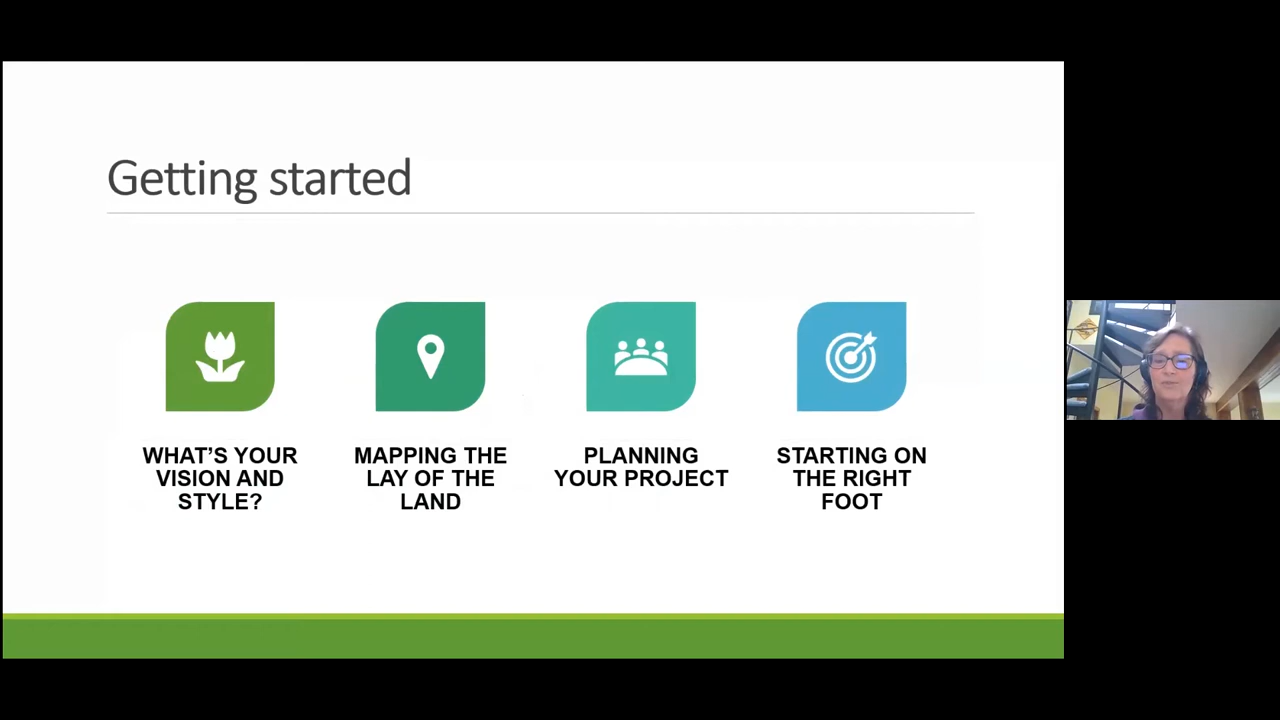 Getting started
WHAT'S YOUR
VISION AND
STYLE?
MAPPING THE
LAY OF THE
LAND
PLANNING
YOUR PROJECT
STARTING ON
THE RIGHT
FOOT